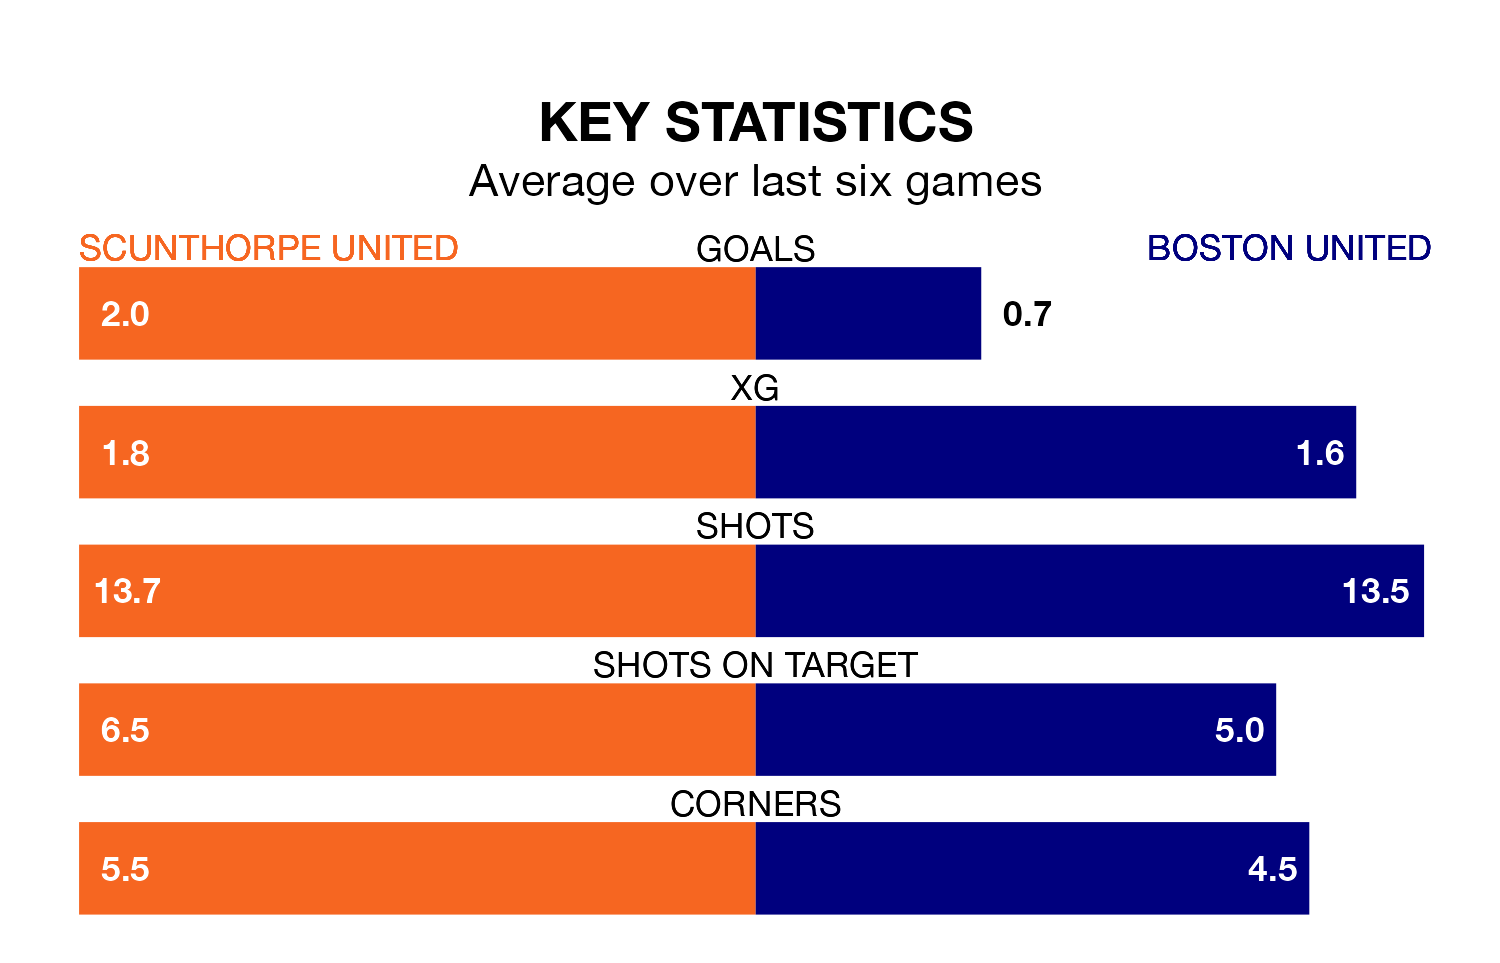 KEY STATISTICS
Average over last six games
SCUNTHORPE UNITED GOALS BOSTON UNITED
2.0 0.7
XG
1.8 1.6
SHOTS
13.7 13.5
SHOTS ON TARGET
6.5 5.0
CORNERS
5.5 4.5